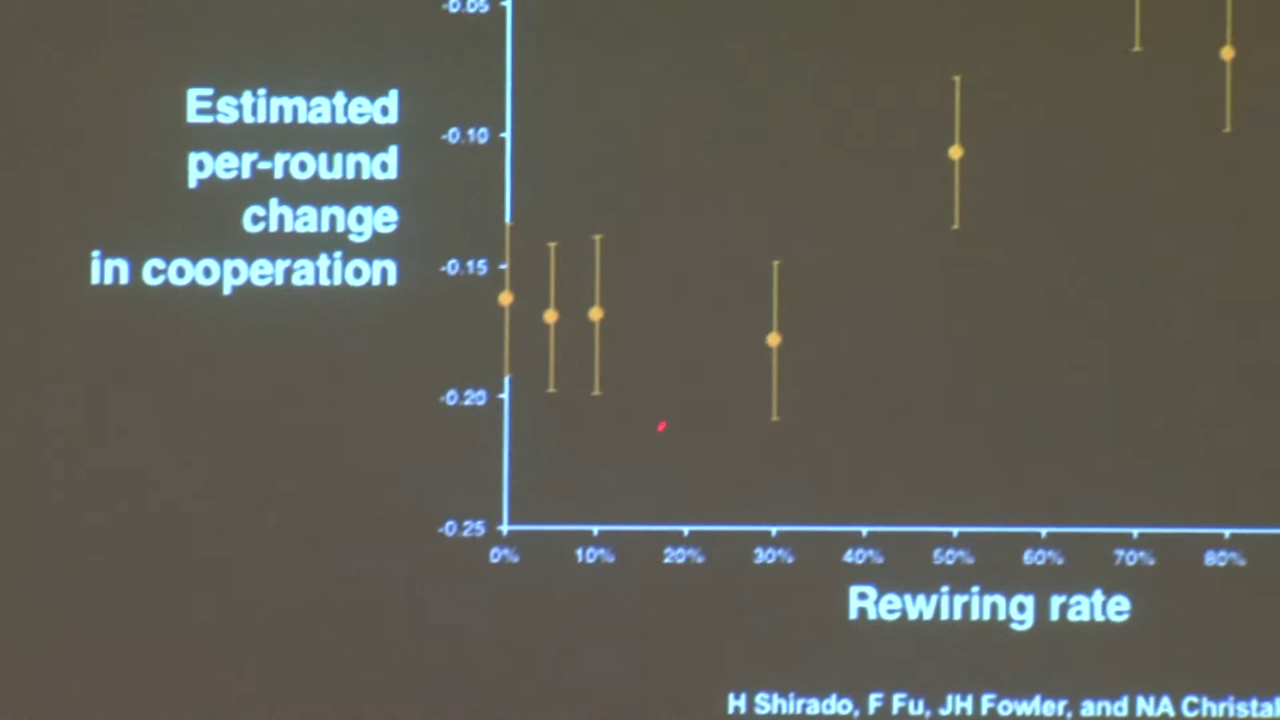 -0.05
Estimated
per-round
change
in cooperation
-0.10
-0.15
-0.20
-0.25
0% 10% 20% 30% 40% 50% 60% 70% 80%
Rewiring rate
H Shirado, F Fu, JH Fowler, and NA Christa